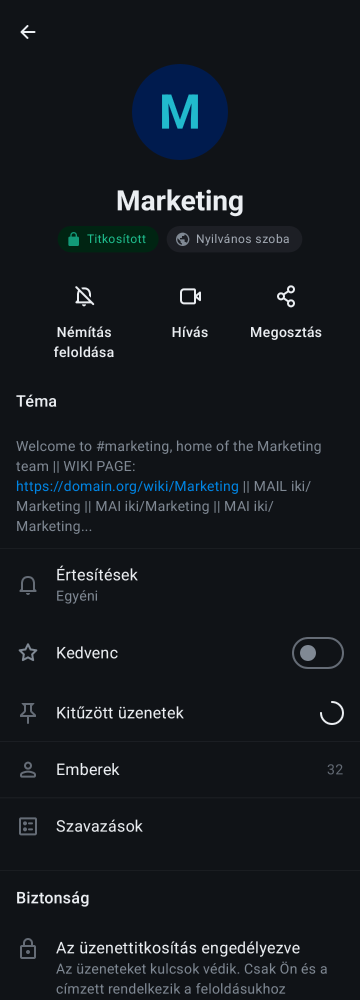 M
Marketing
Titkosított
Nyilvános szoba
Némítás
feloldása
Hívás
Megosztás
Téma
Welcome to #marketing, home of the Marketing
team || WIKI PAGE:
https://domain.org/wiki/Marketing || MAIL iki/
Marketing || MAI iki/Marketing || MAI iki/
Marketing...
Értesítések
Egyéni
Kedvenc
Kitűzött üzenetek
Emberek
32
Szavazások
Biztonság
Az üzenettitkosítás engedélyezve
Az üzeneteket kulcsok védik. Csak Ön és a
címzett rendelkezik a feloldásukhoz